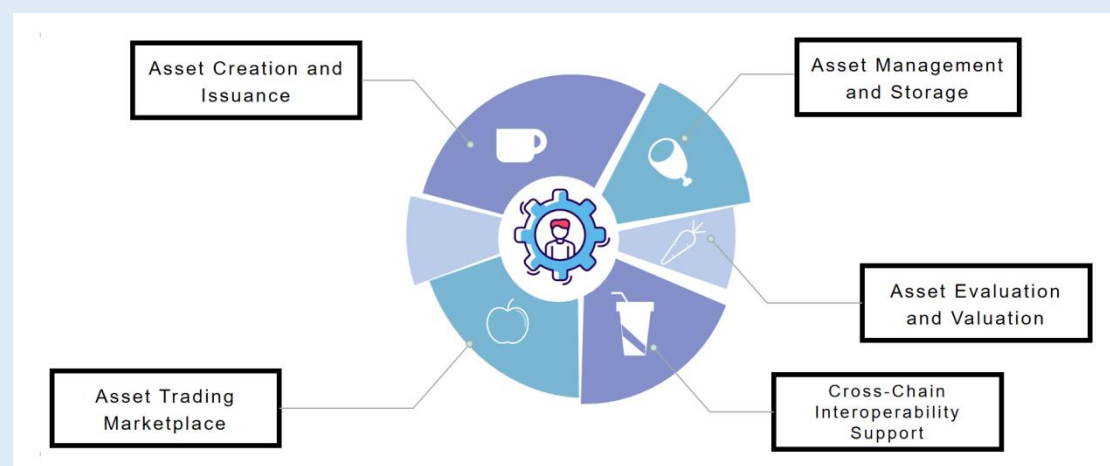 Asset Creation and
Issuance
Asset Management
and Storage
Asset Evaluation
and Valuation
Asset Trading
Marketplace
Cross-Chain
Interoperability
Support